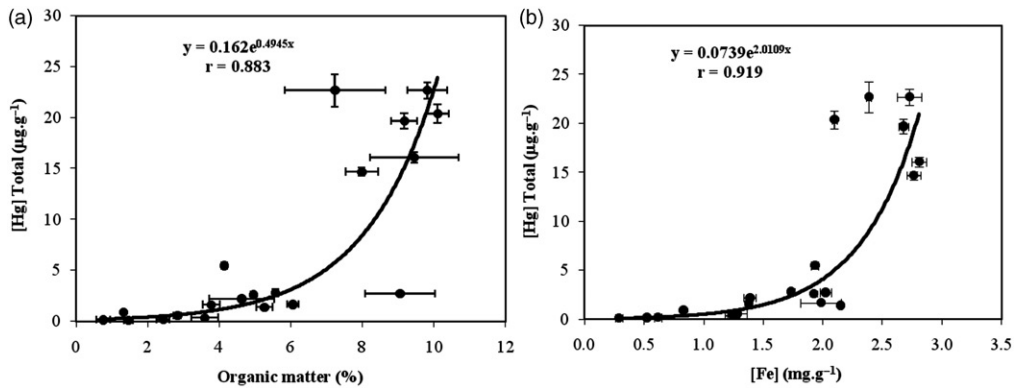 (a)
30
25
20
15
10
5
0
[Hg] Total (µg.g⁻¹)
y = 0.162e^0.4945x
r = 0.883
0 2 4 6 8 10 12
Organic matter (%)
(b)
30
25
20
15
10
5
0
[Hg] Total (µg.g⁻¹)
y = 0.0739e^2.0109x
r = 0.919
0.0 0.5 1.0 1.5 2.0 2.5 3.0 3.5
[Fe] (mg.g⁻¹)